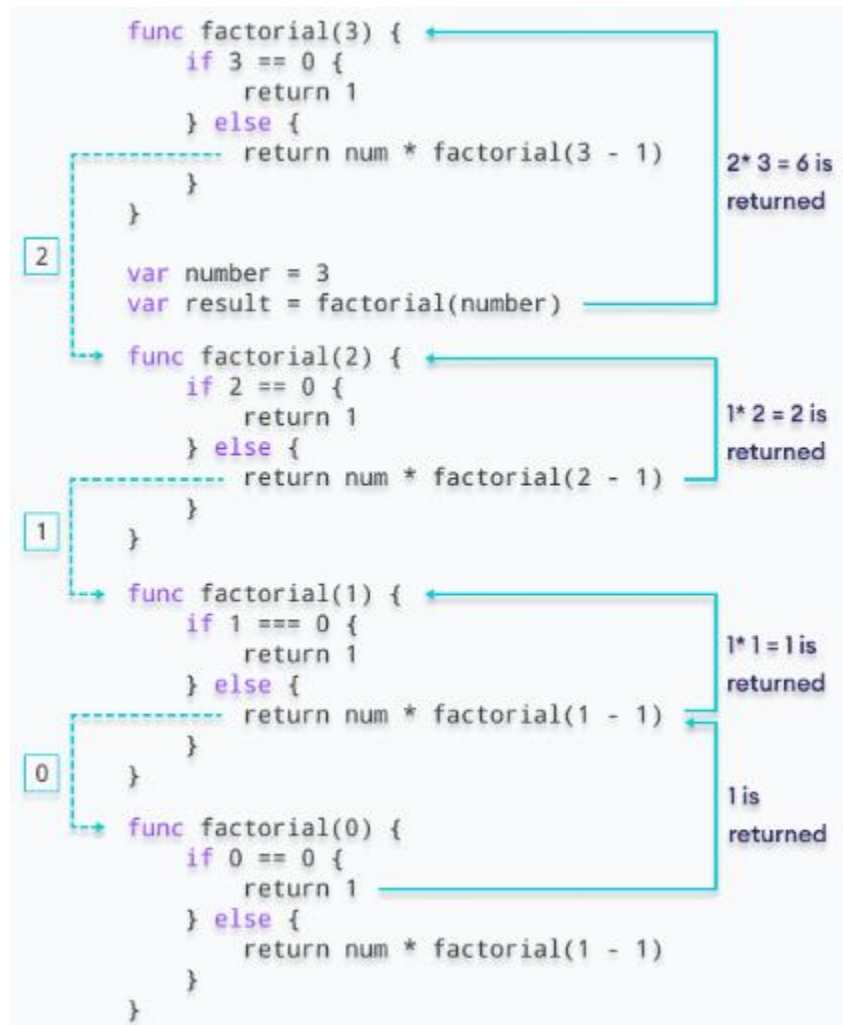 func factorial(3) {
if 3 == 0 {
return 1
} else {
return num * factorial(3 - 1)
}
}
2* 3 = 6 is
returned
2
var number = 3
var result = factorial(number)
func factorial(2) {
if 2 == 0 {
return 1
} else {
return num * factorial(2 - 1)
}
}
1* 2 = 2 is
returned
1
func factorial(1) {
if 1 === 0 {
return 1
} else {
return num * factorial(1 - 1)
}
}
1* 1 = 1 is
returned
0
func factorial(0) {
if 0 == 0 {
return 1
} else {
return num * factorial(1 - 1)
}
}
1 is
returned